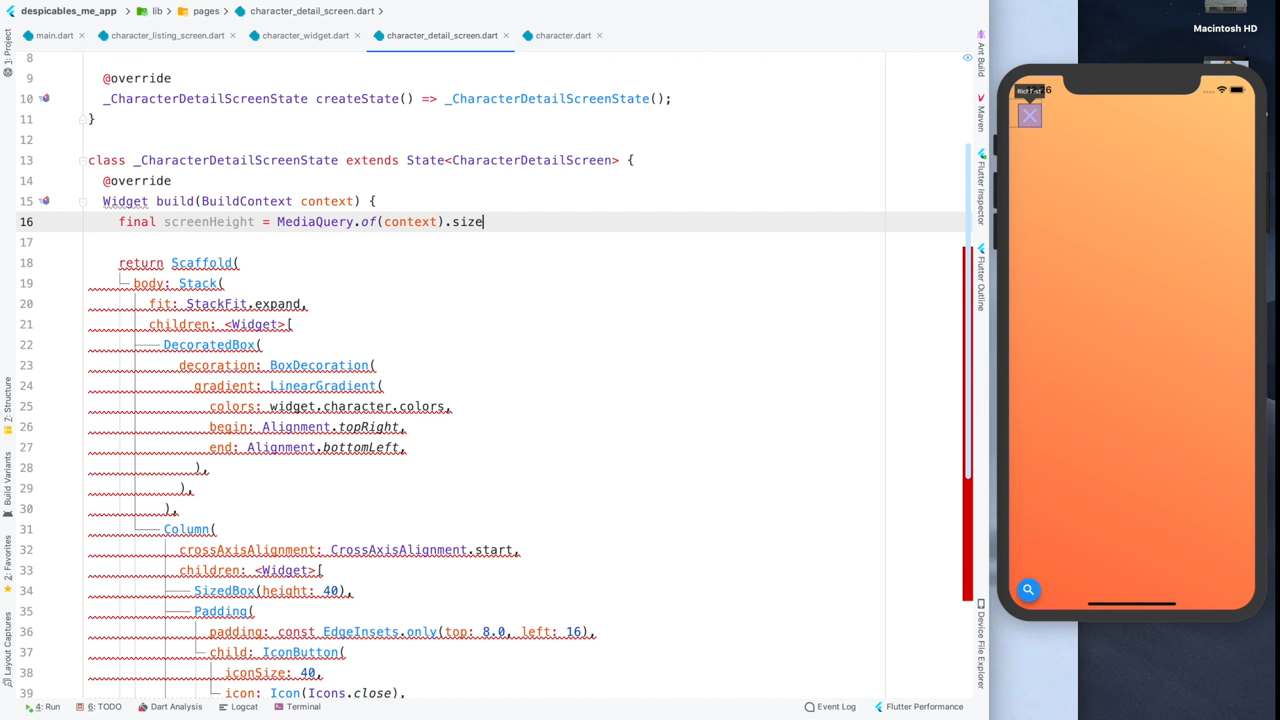 despicables_me_app > lib > pages > character_detail_screen.dart >
main.dart × character_listing_screen.dart × character_widget.dart × character_detail_screen.dart × character.dart ×
8
9 @override
10 _CharacterDetailScreenState createState() => _CharacterDetailScreenState();
11 }
12
13 class _CharacterDetailScreenState extends State<CharacterDetailScreen> {
14 @override
15 Widget build(BuildContext context) {
16 final screenHeight = MediaQuery.of(context).size
17
18 return Scaffold(
19 body: Stack(
20 fit: StackFit.expand,
21 children: <Widget>[
22 DecoratedBox(
23 decoration: BoxDecoration(
24 gradient: LinearGradient(
25 colors: widget.character.colors,
26 begin: Alignment.topRight,
27 end: Alignment.bottomLeft,
28 ),
29 ),
30 ),
31 Column(
32 crossAxisAlignment: CrossAxisAlignment.start,
33 children: <Widget>[
34 SizedBox(height: 40),
35 Padding(
36 padding: const EdgeInsets.only(top: 8.0, left: 16),
37 child: IconButton(
38 iconSize: 40,
39 icon: Icon(Icons.close),
1: Project
7: Structure
Build Variants
2: Favorites
Layout Captures
Ant Build
Maven
Flutter Inspector
Flutter Outline
Device File Explorer
4: Run 6: TODO Dart Analysis Logcat Terminal Event Log Flutter Performance
Macintosh HD